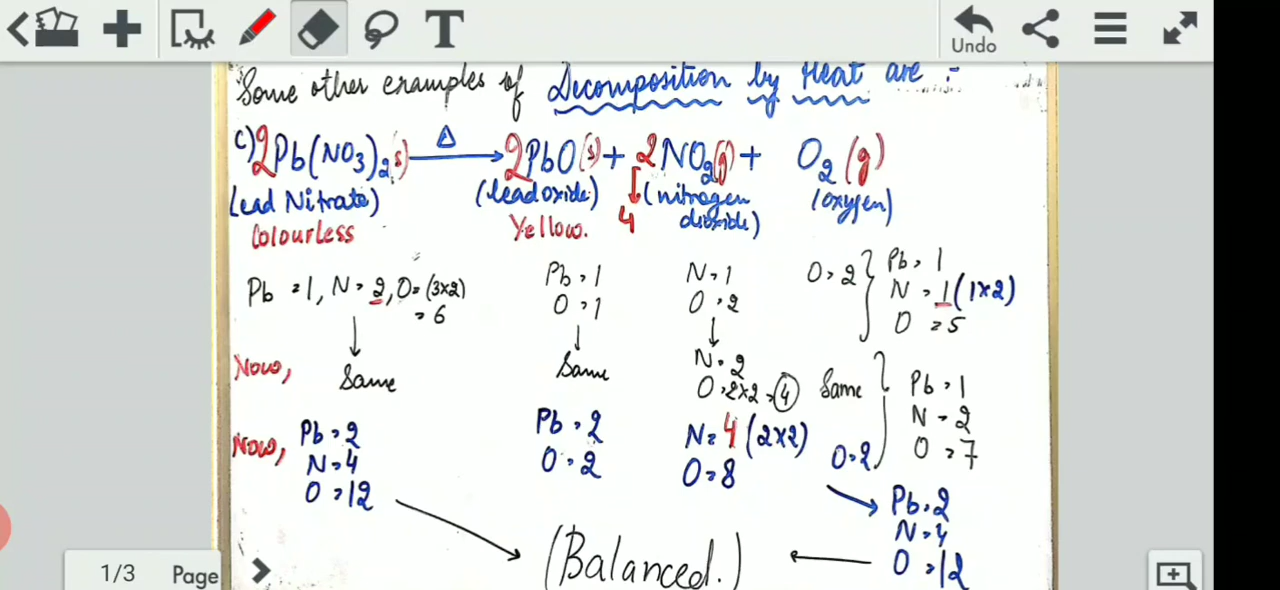 Undo
Some other examples of Decomposition by Heat are :-
c) 2Pb(NO3)2(s) Δ→ 2PbO(s) + 2NO2(g) + O2(g)
(Lead Nitrate) (lead oxide) 4 (nitrogen dioxide) (oxygen)
Colourless Yellow.
Pb = 1, N = 2, O = (3x2) = 6
Pb = 1
O = 1
N = 1
O = 2
O = 2 } Pb = 1
N = 1 (1x2)
O = 5
Now, Same
Same
N = 2
O = 2x2 = 4
Same } Pb = 1
N = 2
O = 7
Now, Pb = 2
N = 4
O = 12
Pb = 2
O = 2
N = 4 (2x2)
O = 8
O = 2
Pb = 2
N = 4
O = 12
(Balanced.)
1/3 Page